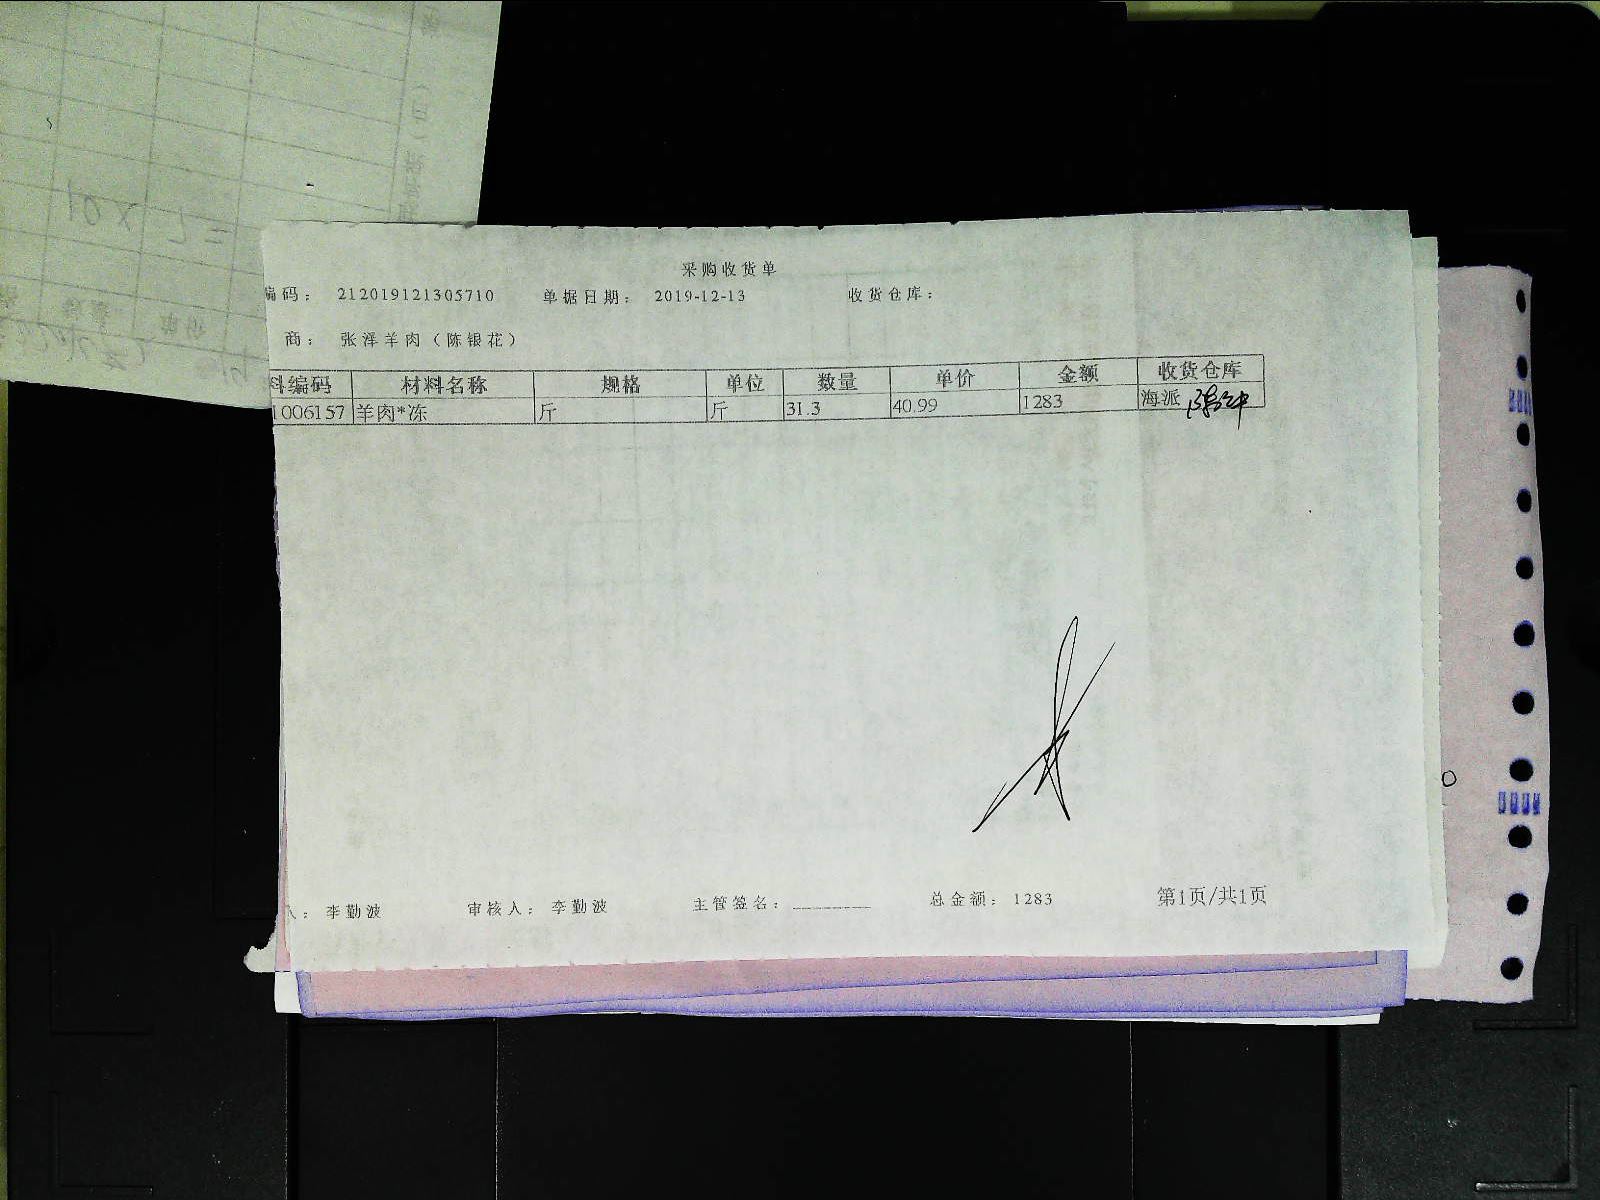 采购收货单
编码： 212019121305710 单据日期： 2019-12-13 收货仓库：
商： 张洋羊肉（陈银花）
料编码 材料名称 规格 单位 数量 单价 金额 收货仓库
1006157 羊肉*冻 斤 斤 31.3 40.99 1283 海派
人： 李勤波 审核人： 李勤波 主管签名： 总金额： 1283 第1页/共1页